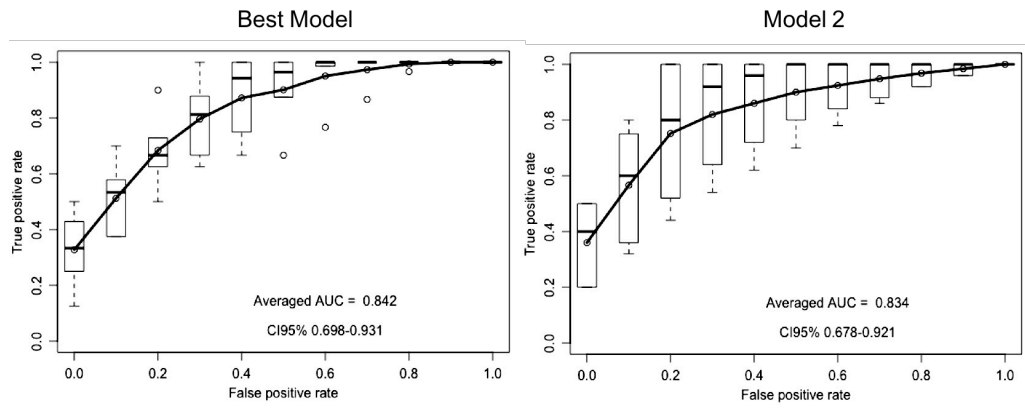 Best Model
Model 2
True positive rate
1.0
0.8
0.6
0.4
0.2
0.0
Averaged AUC = 0.842
CI95% 0.698-0.931
0.0 0.2 0.4 0.6 0.8 1.0
False positive rate
True positive rate
1.0
0.8
0.6
0.4
0.2
0.0
Averaged AUC = 0.834
CI95% 0.678-0.921
0.0 0.2 0.4 0.6 0.8 1.0
False positive rate